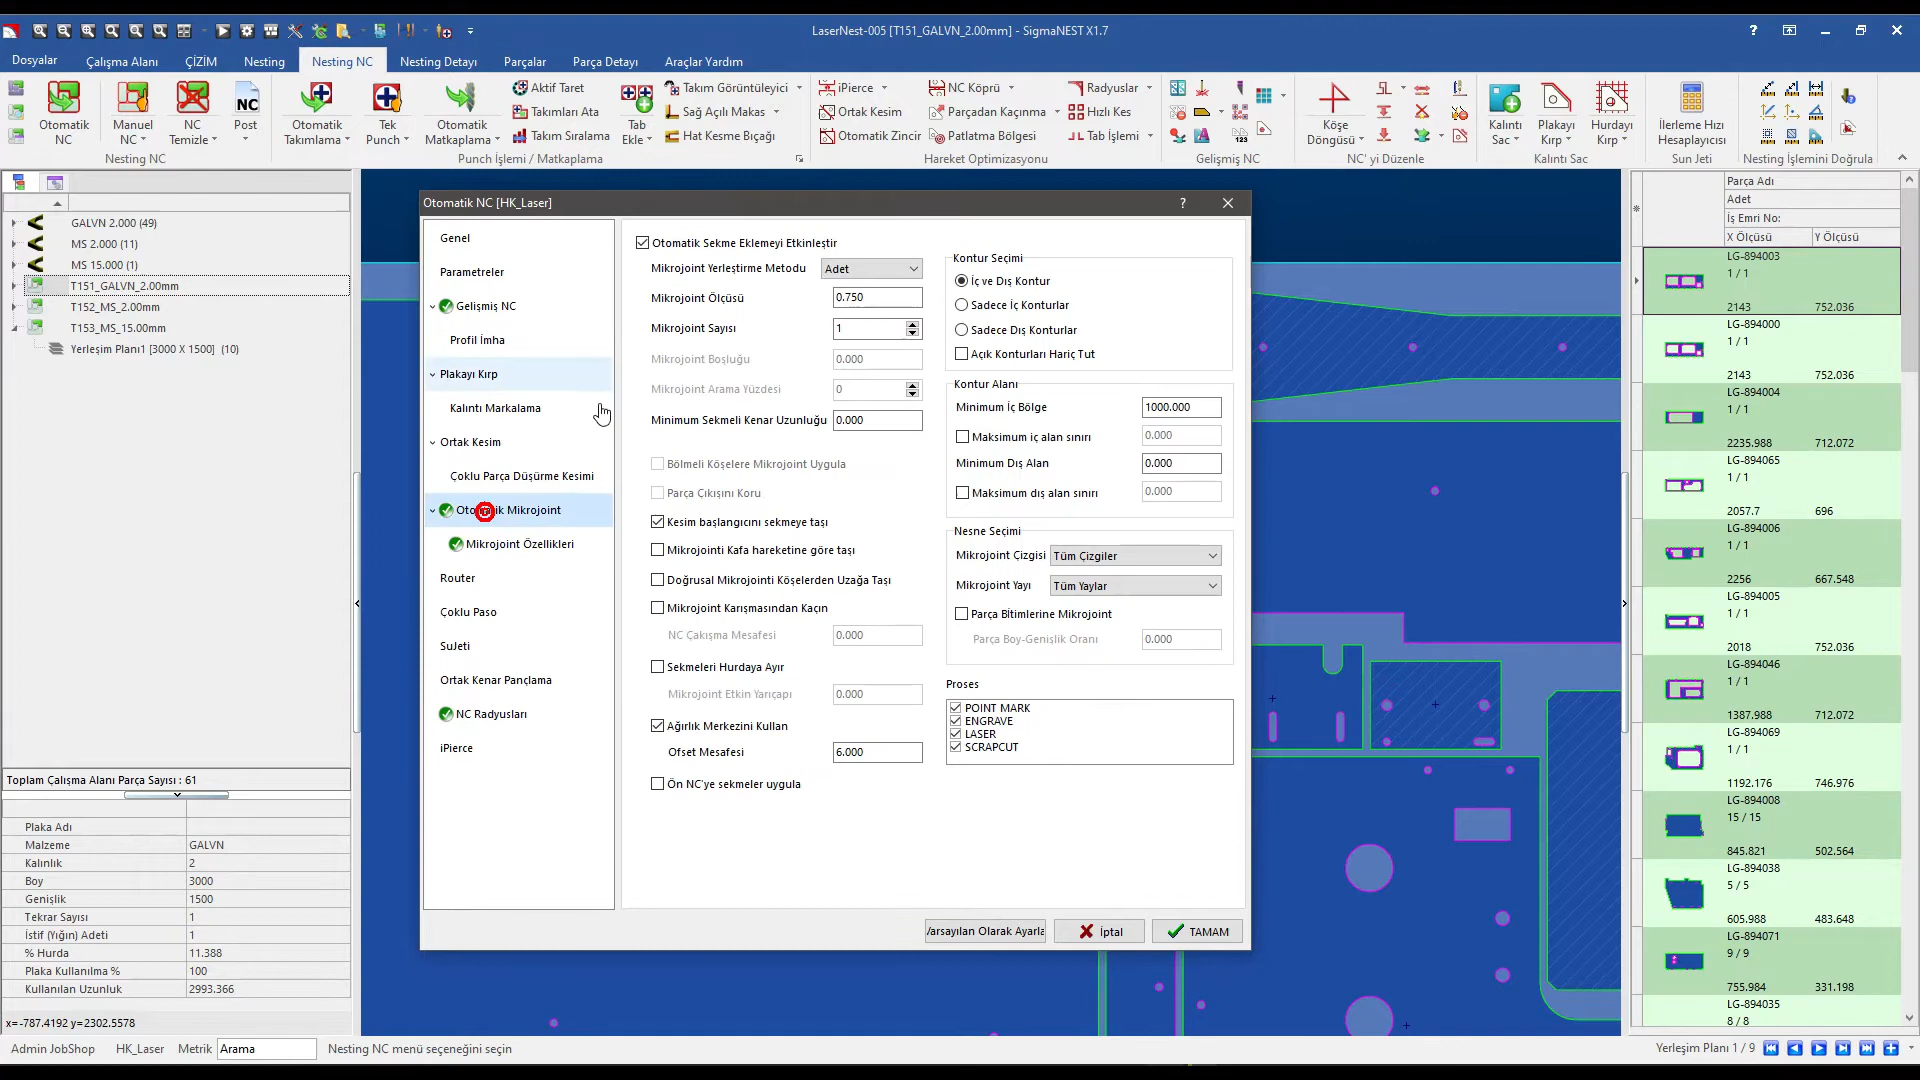 LaserNest-005 [T151_GALVN_2.00mm] - SigmaNEST X1.7
Dosyalar
Çalışma Alanı
ÇİZİM
Nesting
Nesting NC
Nesting Detayı
Parçalar
Parça Detayı
Araçlar Yardım
Otomatik NC
Manuel NC
NC Temizle
NC
Post
Nesting NC
Otomatik Takımlama
Tek Punch
Otomatik Matkaplama
Aktif Taret
Takımları Ata
Takım Sıralama
Tab Ekle
Takım Görüntüleyici
Sağ Açılı Makas
Hat Kesme Bıçağı
Punch İşlemi / Matkaplama
iPierce
Ortak Kesim
Otomatik Zincir
NC Köprü
Parçadan Kaçınma
Patlatma Bölgesi
Radyuslar
Hızlı Kes
Tab İşlemi
Hareket Optimizasyonu
123
Gelişmiş NC
Köşe Döngüsü
NC' yi Düzenle
Kalıntı Sac
Plakayı Kırp
Hurdayı Kırp
Kalıntı Sac
İlerleme Hızı Hesaplayıcısı
Sun Jeti
Nesting İşlemini Doğrula
GALVN 2.000 (49)
MS 2.000 (11)
MS 15.000 (1)
T151_GALVN_2.00mm
T152_MS_2.00mm
T153_MS_15.00mm
Yerleşim Planı1 [3000 X 1500] (10)
Toplam Çalışma Alanı Parça Sayısı : 61
Plaka Adı
Malzeme GALVN
Kalınlık 2
Boy 3000
Genişlik 1500
Tekrar Sayısı 1
İstif (Yığın) Adeti 1
% Hurda 11.388
Plaka Kullanılma % 100
Kullanılan Uzunluk 2993.366
x=-787.4192 y=2302.5578
Otomatik NC [HK_Laser]
Genel
Parametreler
Gelişmiş NC
Profil İmha
Plakayı Kırp
Kalıntı Markalama
Ortak Kesim
Çoklu Parça Düşürme Kesimi
Otomatik Mikrojoint
Mikrojoint Özellikleri
Router
Çoklu Paso
SuJeti
Ortak Kenar Pançlama
NC Radyusları
iPierce
Otomatik Sekme Eklemeyi Etkinleştir
Mikrojoint Yerleştirme Metodu Adet
Mikrojoint Ölçüsü 0.750
Mikrojoint Sayısı 1
Mikrojoint Boşluğu 0.000
Mikrojoint Arama Yüzdesi 0
Minimum Sekmeli Kenar Uzunluğu 0.000
Bölmeli Köşelere Mikrojoint Uygula
Parça Çıkışını Koru
Kesim başlangıcını sekmeye taşı
Mikrojointi Kafa hareketine göre taşı
Doğrusal Mikrojointi Köşelerden Uzağa Taşı
Mikrojoint Karışmasından Kaçın
NC Çakışma Mesafesi 0.000
Sekmeleri Hurdaya Ayır
Mikrojoint Etkin Yarıçapı 0.000
Ağırlık Merkezini Kullan
Ofset Mesafesi 6.000
Ön NC'ye sekmeler uygula
Kontur Seçimi
İç ve Dış Kontur
Sadece İç Konturlar
Sadece Dış Konturlar
Açık Konturları Hariç Tut
Kontur Alanı
Minimum İç Bölge 1000.000
Maksimum iç alan sınırı 0.000
Minimum Dış Alan 0.000
Maksimum dış alan sınırı 0.000
Nesne Seçimi
Mikrojoint Çizgisi Tüm Çizgiler
Mikrojoint Yayı Tüm Yaylar
Parça Bitimlerine Mikrojoint
Parça Boy-Genişlik Oranı 0.000
Proses
POINT MARK
ENGRAVE
LASER
SCRAPCUT
İptal
TAMAM
Parça Adı
Adet
İş Emri No:
X Ölçüsü Y Ölçüsü
LG-894003
1 / 1
2143 752.036
LG-894000
1 / 1
2143 752.036
LG-894004
1 / 1
2235.988 712.072
LG-894065
1 / 1
2057.7 696
LG-894006
1 / 1
2256 667.548
LG-894005
1 / 1
2018 752.036
LG-894046
1 / 1
1387.988 712.072
LG-894069
1 / 1
1192.176 746.976
LG-894008
15 / 15
845.821 502.564
LG-894038
5 / 5
605.988 483.648
LG-894071
9 / 9
755.984 331.198
LG-894035
8 / 8
Admin JobShop HK_Laser Metrik Arama Nesting NC menü seçeneğini seçin
Yerleşim Planı 1 / 9